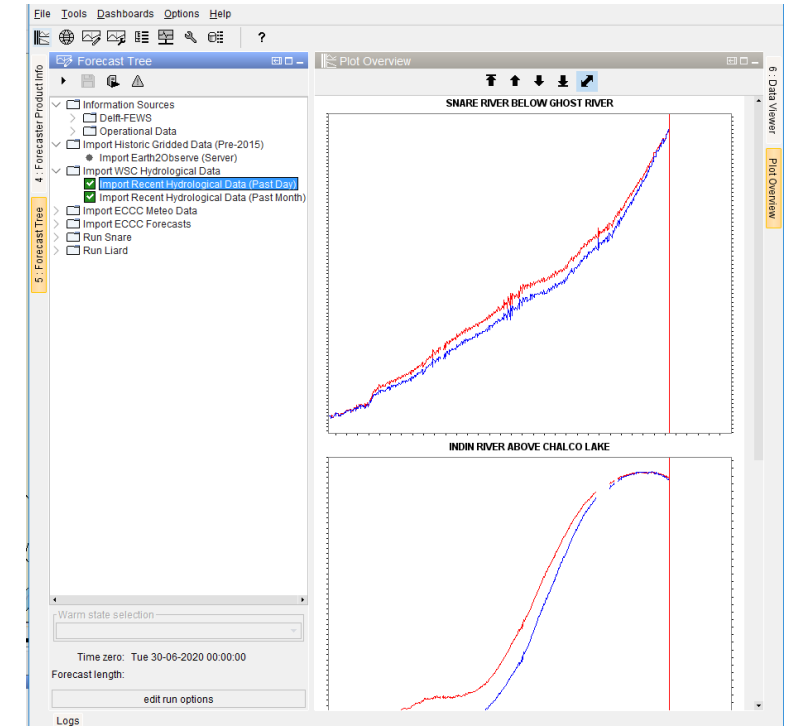 File Tools Dashboards Options Help
?
4 : Forecaster Product Info
5 : Forecast Tree
Forecast Tree
Information Sources
Delft-FEWS
Operational Data
Import Historic Gridded Data (Pre-2015)
Import Earth2Observe (Server)
Import WSC Hydrological Data
Import Recent Hydrological Data (Past Day)
Import Recent Hydrological Data (Past Month)
Import ECCC Meteo Data
Import ECCC Forecasts
Run Snare
Run Liard
Warm state selection
Time zero: Tue 30-06-2020 00:00:00
Forecast length:
edit run options
Logs
Plot Overview
SNARE RIVER BELOW GHOST RIVER
INDIN RIVER ABOVE CHALCO LAKE
6 : Data Viewer
Plot Overview